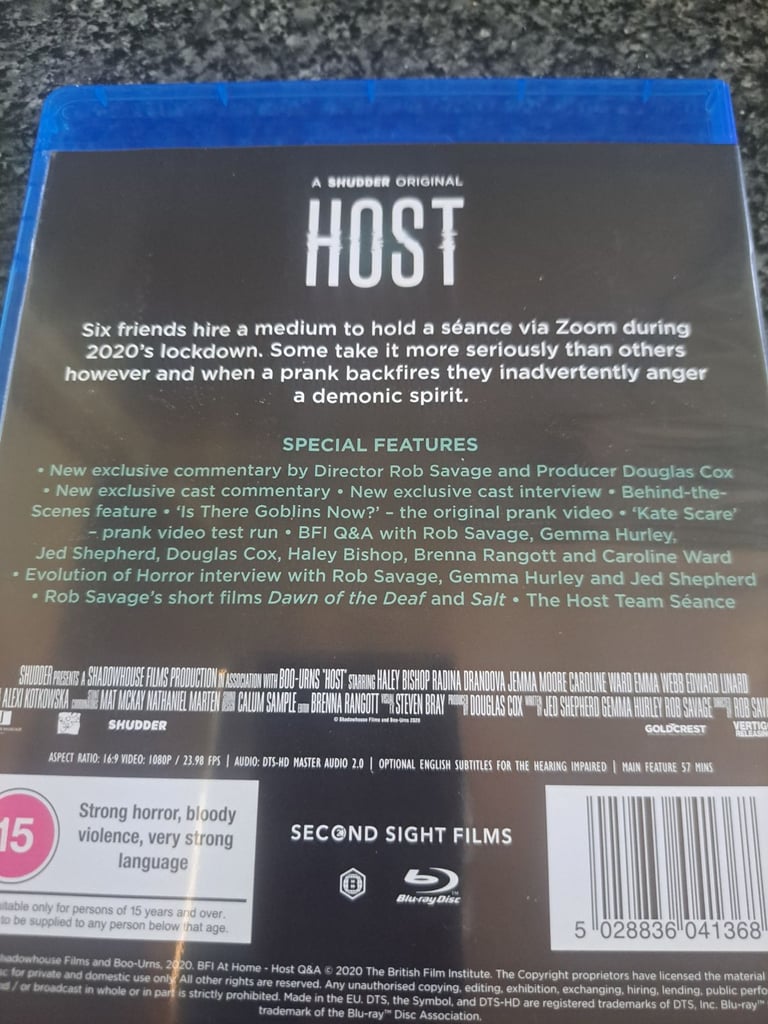 A SHUDDER ORIGINAL
HOST
Six friends hire a medium to hold a séance via Zoom during
2020's lockdown. Some take it more seriously than others
however and when a prank backfires they inadvertently anger
a demonic spirit.
SPECIAL FEATURES
• New exclusive commentary by Director Rob Savage and Producer Douglas Cox
• New exclusive cast commentary • New exclusive cast interview • Behind-the-
Scenes feature • 'Is There Goblins Now?' – the original prank video • 'Kate Scare'
– prank video test run • BFI Q&A with Rob Savage, Gemma Hurley,
Jed Shepherd, Douglas Cox, Haley Bishop, Brenna Rangott and Caroline Ward
• Evolution of Horror interview with Rob Savage, Gemma Hurley and Jed Shepherd
• Rob Savage's short films Dawn of the Deaf and Salt • The Host Team Séance
SHUDDER PRESENTS A SHADOWHOUSE FILMS PRODUCTION IN ASSOCIATION WITH BOO-URNS 'HOST' STARRING HALEY BISHOP RADINA DRANDOVA JEMMA MOORE CAROLINE WARD EMMA WEBB EDWARD LINARD
ALEXI KOTKOWSKA MAT MCKAY NATHANIEL MARTEN CALUM SAMPLE BRENNA RANGOTT STEVEN BRAY DOUGLAS COX JED SHEPHERD GEMMA HURLEY ROB SAVAGE
© Shadowhouse Films and Boo-Urns 2020
SHUDDER
GOLDCREST
VERTIGO
RELEASING
ASPECT RATIO: 16:9 VIDEO: 1080P / 23.98 FPS | AUDIO: DTS-HD MASTER AUDIO 2.0 | OPTIONAL ENGLISH SUBTITLES FOR THE HEARING IMPAIRED | MAIN FEATURE 57 MINS
15
Strong horror, bloody
violence, very strong
language
only for persons of 15 years and over.
to be supplied to any person below that age.
SECOND SIGHT FILMS
B
Blu-ray Disc™
5 028836 041368
Films and Boo-Urns, 2020. BFI At Home - Host Q&A © 2020 The British Film Institute. The Copyright proprietors have licensed the material
for private and domestic use only. All other rights are reserved. Any unauthorised copying, editing, exhibition, exchanging, hiring, lending, public
/ or broadcast in whole or in part is strictly prohibited. Made in the EU. DTS, the Symbol, and DTS-HD are registered trademarks of DTS, Inc. Blu-ray™
trademark of the Blu-ray™ Disc Association.